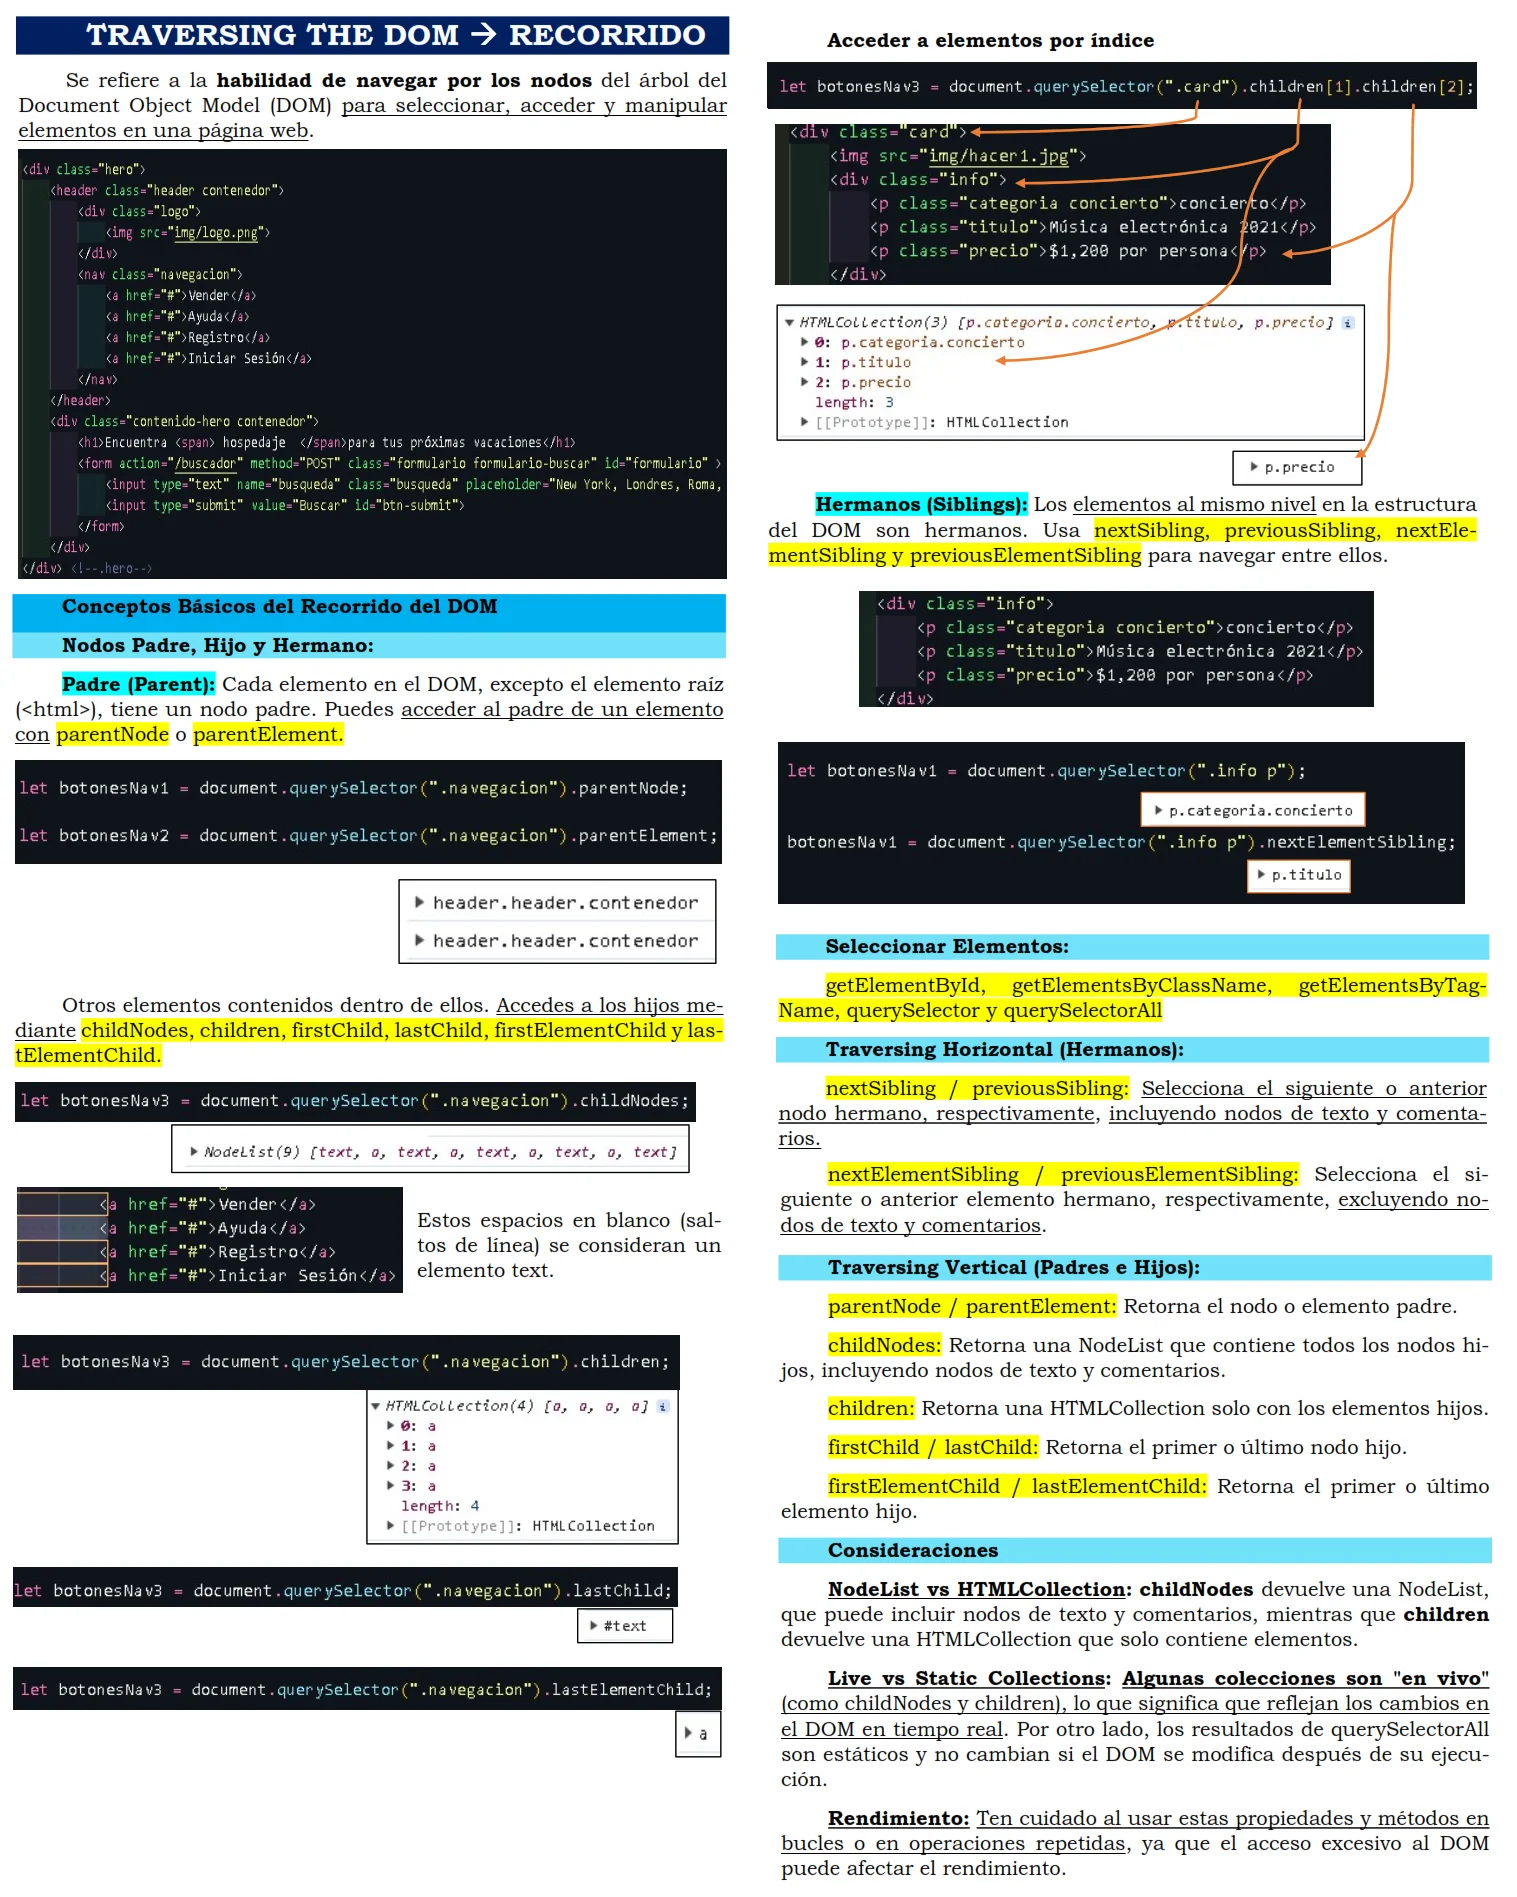 TRAVERSING THE DOM → RECORRIDO
Se refiere a la habilidad de navegar por los nodos del árbol del
Document Object Model (DOM) para seleccionar, acceder y manipular
elementos en una página web.
<div class="hero">
<header class="header contenedor">
<div class="logo">
<img src="img/logo.png">
</div>
<nav class="navegacion">
<a href="#">Vender</a>
<a href="#">Ayuda</a>
<a href="#">Registro</a>
<a href="#">Iniciar Sesión</a>
</nav>
</header>
<div class="contenido-hero contenedor">
<h1>Encuentra <span> hospedaje  </span>para tus próximas vacaciones</h1>
<form action="/buscador" method="POST" class="formulario formulario-buscar" id="formulario" >
<input type="text" name="busqueda" class="busqueda" placeholder="New York, Londres, Roma,
<input type="submit" value="Buscar" id="btn-submit">
</form>
</div>
</div> <!--.hero-->
Conceptos Básicos del Recorrido del DOM
Nodos Padre, Hijo y Hermano:
Padre (Parent): Cada elemento en el DOM, excepto el elemento raíz
(<html>), tiene un nodo padre. Puedes acceder al padre de un elemento
con parentNode o parentElement.
let botonesNav1 = document.querySelector(".navegacion").parentNode;
let botonesNav2 = document.querySelector(".navegacion").parentElement;
▶ header.header.contenedor
▶ header.header.contenedor
Otros elementos contenidos dentro de ellos. Accedes a los hijos me-
diante childNodes, children, firstChild, lastChild, firstElementChild y las-
tElementChild.
let botonesNav3 = document.querySelector(".navegacion").childNodes;
▶ NodeList(9) [text, a, text, a, text, a, text, a, text]
<a href="#">Vender</a>
<a href="#">Ayuda</a>
<a href="#">Registro</a>
<a href="#">Iniciar Sesión</a>
Estos espacios en blanco (sal-
tos de línea) se consideran un
elemento text.
let botonesNav3 = document.querySelector(".navegacion").children;
▼ HTMLCollection(4) [a, a, a, a] i
▶ 0: a
▶ 1: a
▶ 2: a
▶ 3: a
length: 4
▶ [[Prototype]]: HTMLCollection
let botonesNav3 = document.querySelector(".navegacion").lastChild;
▶ #text
let botonesNav3 = document.querySelector(".navegacion").lastElementChild;
▶ a
Acceder a elementos por índice
let botonesNav3 = document.querySelector(".card").children[1].children[2];
<div class="card">
<img src="img/hacer1.jpg">
<div class="info">
<p class="categoria concierto">concierto</p>
<p class="titulo">Música electrónica 2021</p>
<p class="precio">$1,200 por persona</p>
</div>
▼ HTMLCollection(3) [p.categoria.concierto, p.titulo, p.precio] i
▶ 0: p.categoria.concierto
▶ 1: p.titulo
▶ 2: p.precio
length: 3
▶ [[Prototype]]: HTMLCollection
▶ p.precio
Hermanos (Siblings): Los elementos al mismo nivel en la estructura
del DOM son hermanos. Usa nextSibling, previousSibling, nextEle-
mentSibling y previousElementSibling para navegar entre ellos.
<div class="info">
<p class="categoria concierto">concierto</p>
<p class="titulo">Música electrónica 2021</p>
<p class="precio">$1,200 por persona</p>
</div>
let botonesNav1 = document.querySelector(".info p");
▶ p.categoria.concierto
botonesNav1 = document.querySelector(".info p").nextElementSibling;
▶ p.titulo
Seleccionar Elementos:
getElementById, getElementsByClassName, getElementsByTag-
Name, querySelector y querySelectorAll
Traversing Horizontal (Hermanos):
nextSibling / previousSibling: Selecciona el siguiente o anterior
nodo hermano, respectivamente, incluyendo nodos de texto y comenta-
rios.
nextElementSibling / previousElementSibling: Selecciona el si-
guiente o anterior elemento hermano, respectivamente, excluyendo no-
dos de texto y comentarios.
Traversing Vertical (Padres e Hijos):
parentNode / parentElement: Retorna el nodo o elemento padre.
childNodes: Retorna una NodeList que contiene todos los nodos hi-
jos, incluyendo nodos de texto y comentarios.
children: Retorna una HTMLCollection solo con los elementos hijos.
firstChild / lastChild: Retorna el primer o último nodo hijo.
firstElementChild / lastElementChild: Retorna el primer o último
elemento hijo.
Consideraciones
NodeList vs HTMLCollection: childNodes devuelve una NodeList,
que puede incluir nodos de texto y comentarios, mientras que children
devuelve una HTMLCollection que solo contiene elementos.
Live vs Static Collections: Algunas colecciones son "en vivo"
(como childNodes y children), lo que significa que reflejan los cambios en
el DOM en tiempo real. Por otro lado, los resultados de querySelectorAll
son estáticos y no cambian si el DOM se modifica después de su ejecu-
ción.
Rendimiento: Ten cuidado al usar estas propiedades y métodos en
bucles o en operaciones repetidas, ya que el acceso excesivo al DOM
puede afectar el rendimiento.